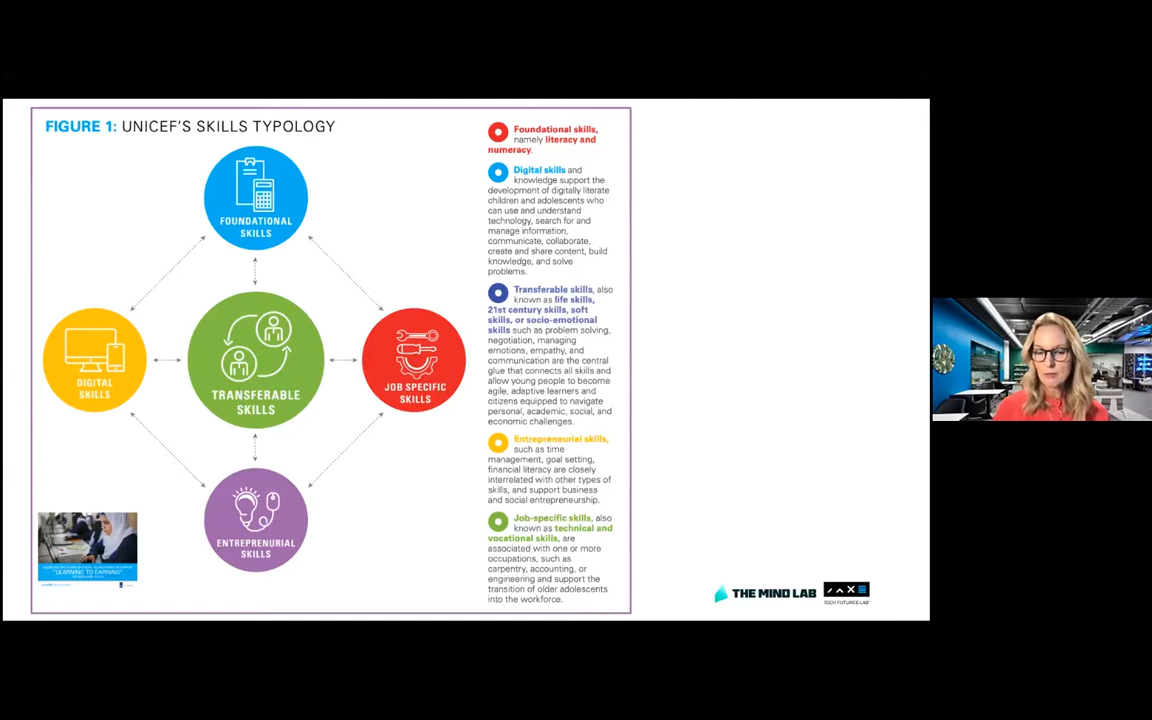 FIGURE 1: UNICEF'S SKILLS TYPOLOGY
FOUNDATIONAL
SKILLS
DIGITAL
SKILLS
TRANSFERABLE
SKILLS
JOB SPECIFIC
SKILLS
ENTREPRENURIAL
SKILLS
"LEARNING TO EARNING"
Foundational skills,
namely literacy and
numeracy.
Digital skills and
knowledge support the
development of digitally literate
children and adolescents who
can use and understand
technology, search for and
manage information,
communicate, collaborate,
create and share content, build
knowledge, and solve
problems.
Transferable skills, also
known as life skills,
21st century skills, soft
skills, or socio-emotional
skills such as problem solving,
negotiation, managing
emotions, empathy, and
communication are the central
glue that connects all skills and
allow young people to become
agile, adaptive learners and
citizens equipped to navigate
personal, academic, social, and
economic challenges.
Entrepreneurial skills,
such as time
management, goal setting,
financial literacy are closely
interrelated with other types of
skills, and support business
and social entrepreneurship.
Job-specific skills, also
known as technical and
vocational skills, are
associated with one or more
occupations, such as
carpentry, accounting, or
engineering and support the
transition of older adolescents
into the workforce.
THE MIND LAB
TECH FUTURES LAB